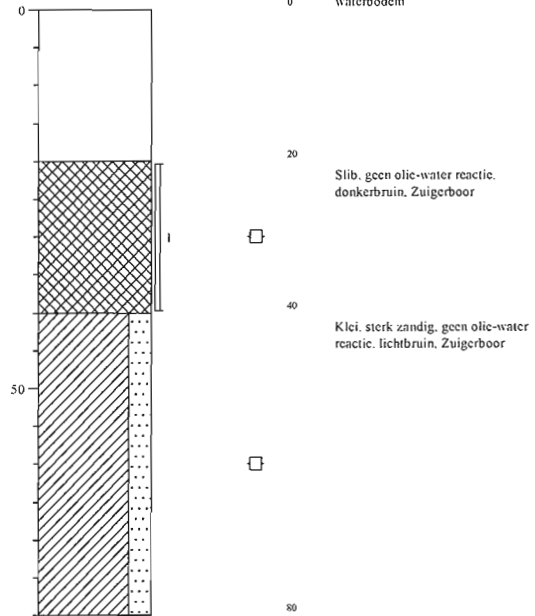 0
0
waterbodem
20
Slib, geen olie-water reactie,
donkerbruin, Zuigerboor
40
Klei, sterk zandig, geen olie-water
reactie, lichtbruin, Zuigerboor
50
80